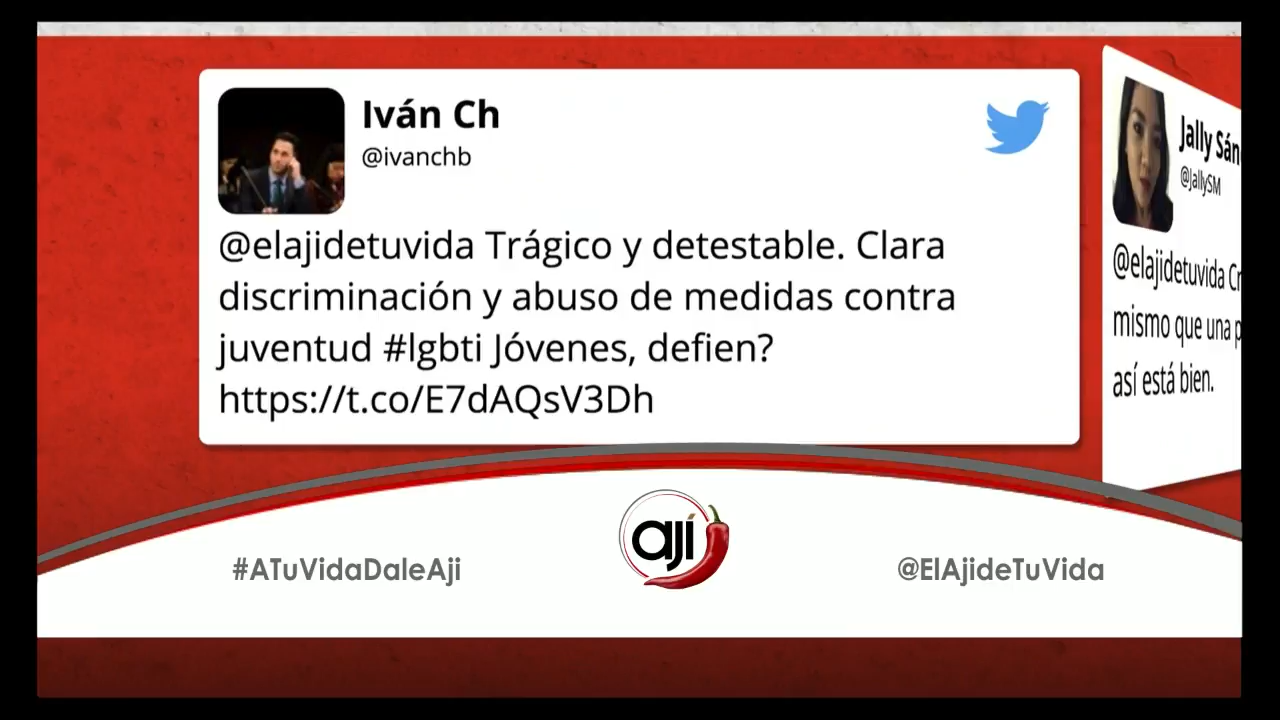 Iván Ch
@ivanchb
@elajidetuvida Trágico y detestable. Clara
discriminación y abuso de medidas contra
juventud #lgbti Jóvenes, defien?
https://t.co/E7dAQsV3Dh
Jally
@JallySM
@elajidetuvida
mismo que una
así está bien.
ají
#ATuVidaDaleAji
@ElAjideTuVida